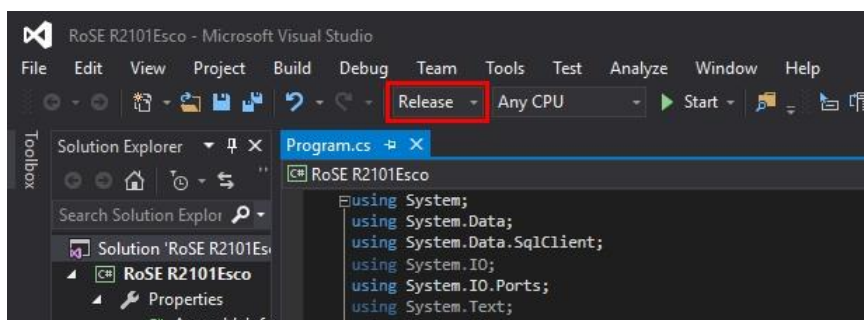 RoSE R2101Esco - Microsoft Visual Studio
File Edit View Project Build Debug Team Tools Test Analyze Window Help
Release Any CPU Start
Toolbox
Solution Explorer
Program.cs
C# RoSE R2101Esco
Search Solution Explor
using System;
using System.Data;
using System.Data.SqlClient;
using System.IO;
using System.IO.Ports;
using System.Text;
Solution 'RoSE R2101Es
C# RoSE R2101Esco
Properties